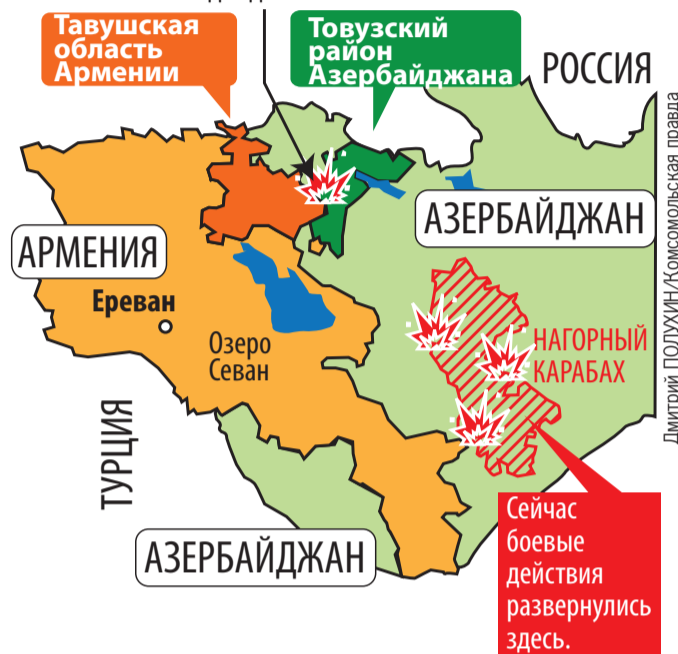 Тавушская
область
Армении
Товузский
район
Азербайджана
РОССИЯ
АЗЕРБАЙДЖАН
АРМЕНИЯ
Ереван
Озеро
Севан
НАГОРНЫЙ
КАРАБАХ
ТУРЦИЯ
АЗЕРБАЙДЖАН
Сейчас
боевые
действия
развернулись
здесь.
Дмитрий ПОЛУХИН/Комсомольская правда